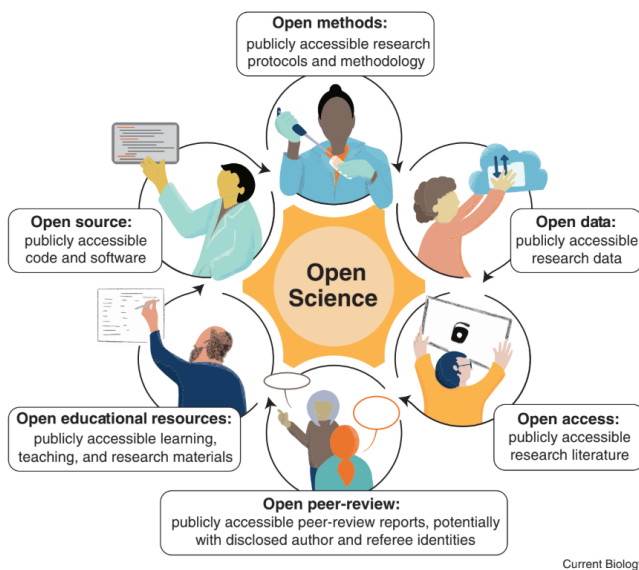 Open methods:
publicly accessible research
protocols and methodology
Open source:
publicly accessible
code and software
Open data:
publicly accessible
research data
Open
Science
Open educational resources:
publicly accessible learning,
teaching, and research materials
Open access:
publicly accessible
research literature
Open peer-review:
publicly accessible peer-review reports, potentially
with disclosed author and referee identities
Current Biolog